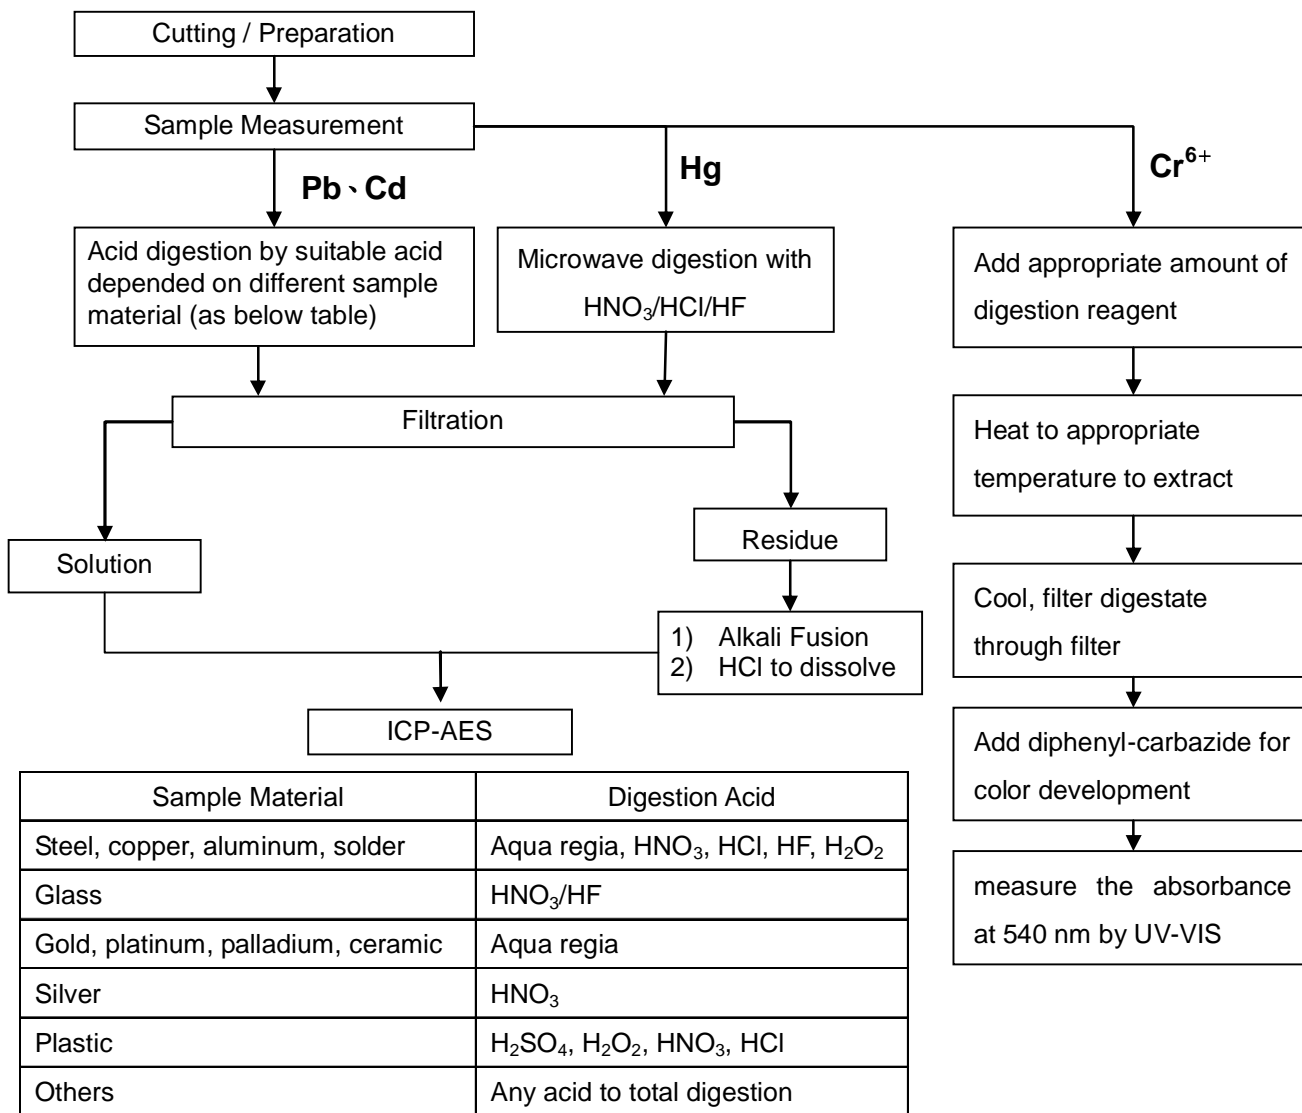 Cutting / Preparation
Sample Measurement
Pb、Cd
Hg
Cr⁶⁺
Acid digestion by suitable acid
depended on different sample
material (as below table)
Microwave digestion with
HNO₃/HCl/HF
Add appropriate amount of
digestion reagent
Filtration
Heat to appropriate
temperature to extract
Solution
Residue
1) Alkali Fusion
2) HCl to dissolve
Cool, filter digestate
through filter
ICP-AES
Add diphenyl-carbazide for
color development
measure the absorbance
at 540 nm by UV-VIS
Sample Material Digestion Acid
Steel, copper, aluminum, solder Aqua regia, HNO₃, HCl, HF, H₂O₂
Glass HNO₃/HF
Gold, platinum, palladium, ceramic Aqua regia
Silver HNO₃
Plastic H₂SO₄, H₂O₂, HNO₃, HCl
Others Any acid to total digestion